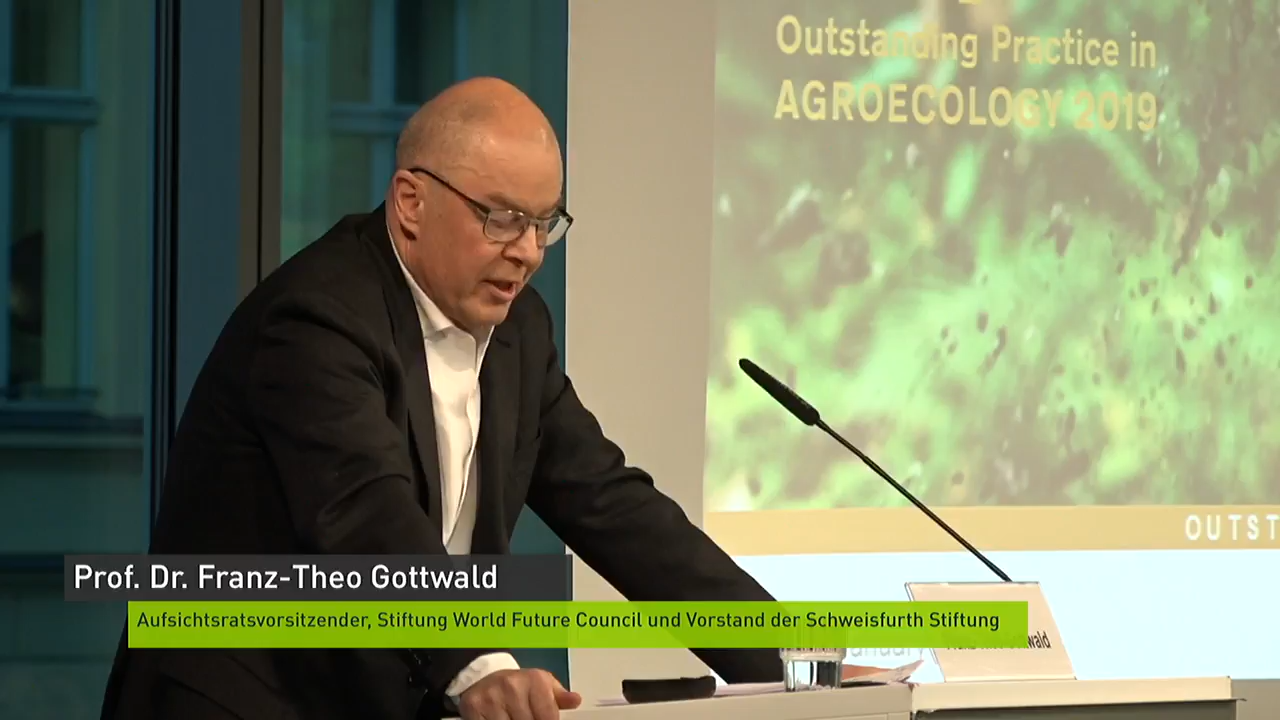 Outstanding Practice in
AGROECOLOGY 2019
OUTST
Prof. Dr. Franz-Theo Gottwald
Aufsichtsratsvorsitzender, Stiftung World Future Council und Vorstand der Schweisfurth Stiftung